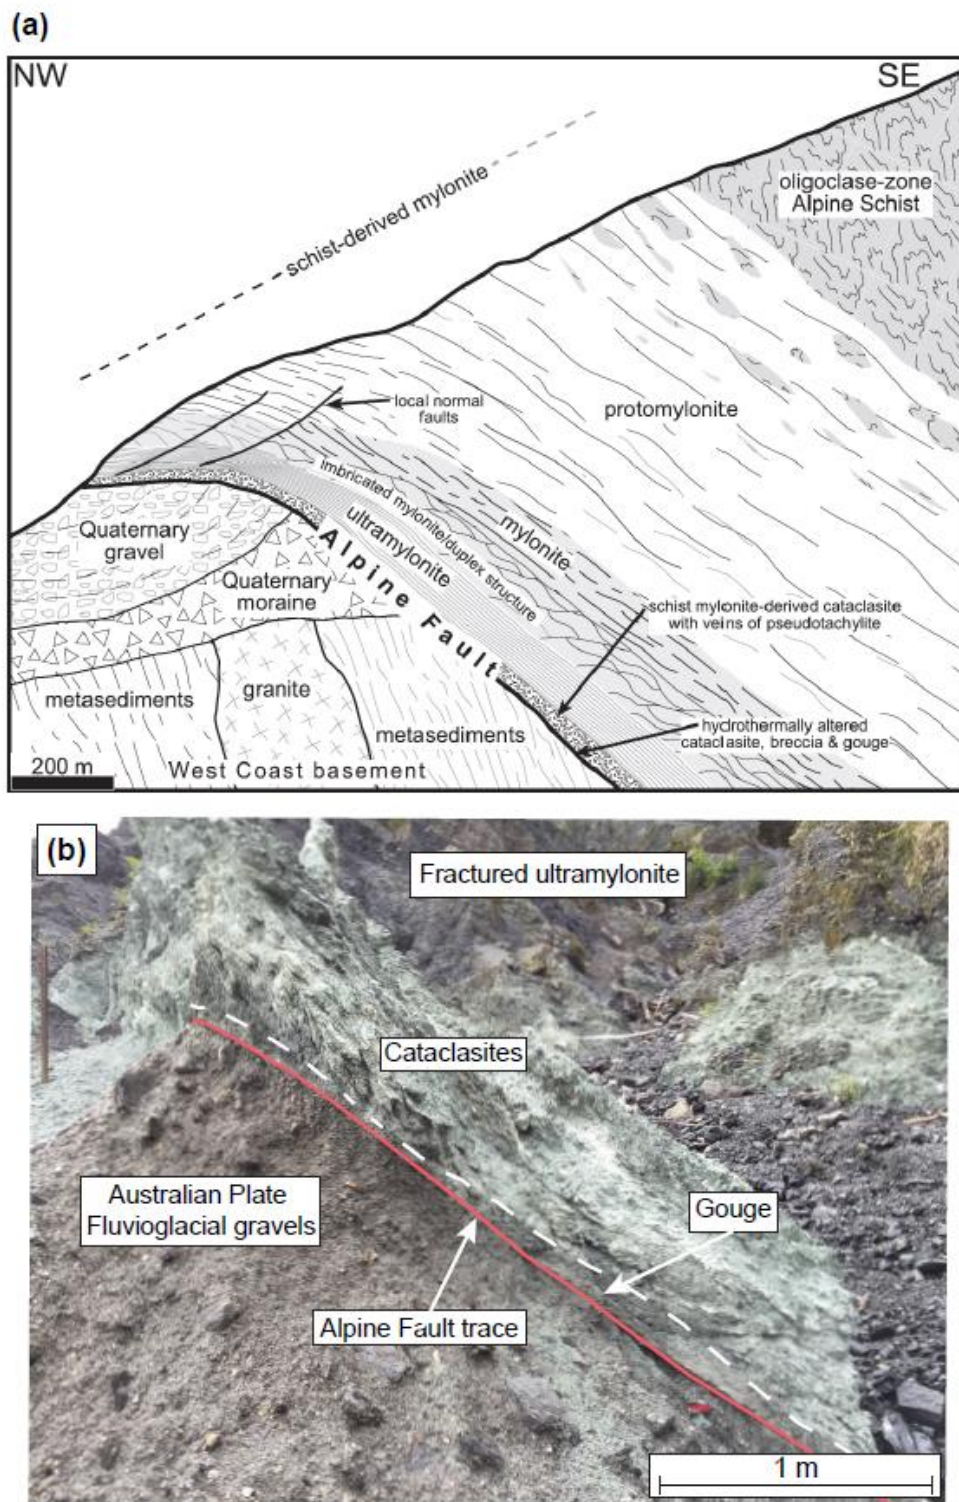 (a)
NW
SE
oligoclase-zone
Alpine Schist
schist-derived mylonite
local normal
faults
protomylonite
imbricated mylonite/duplex structure
mylonite
ultramylonite
Alpine Fault
Quaternary
gravel
Quaternary
moraine
schist mylonite-derived cataclasite
with veins of pseudotachylite
metasediments
granite
metasediments
hydrothermally altered
cataclasite, breccia & gouge
200 m
West Coast basement
(b)
Fractured ultramylonite
Cataclasites
Australian Plate
Fluvioglacial gravels
Gouge
Alpine Fault trace
1 m